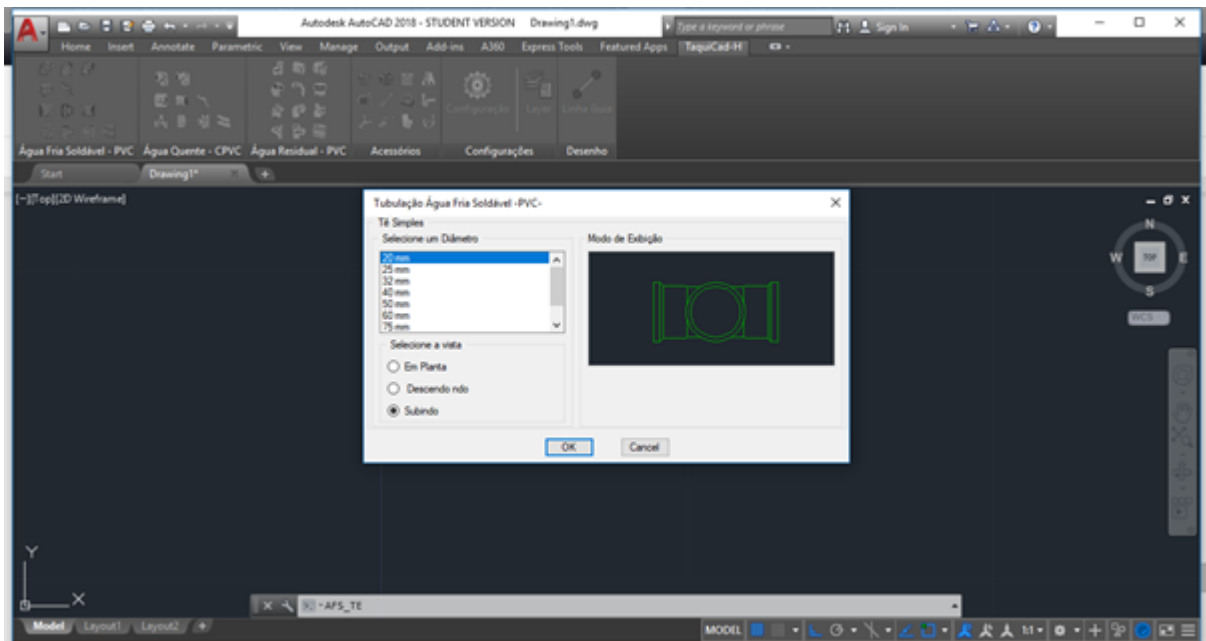 Autodesk AutoCAD 2018 - STUDENT VERSION Drawing1.dwg
Type a keyword or phrase
Sign In
Home Insert Annotate Parametric View Manage Output Add-ins A360 Express Tools Featured Apps TaquiCad-H
Configuração Layer Linha Guia
Água Fria Soldável - PVC Água Quente - CPVC Água Residual - PVC Acessórios Configurações Desenho
Start Drawing1* +
[-][Top][2D Wireframe]
Tubulação Água Fria Soldável -PVC-
Tê Simples
Selecione um Diâmetro
20 mm
25 mm
32 mm
40 mm
50 mm
60 mm
75 mm
Selecione a vista
Em Planta
Descendo ndo
Subindo
Modo de Exibição
OK Cancel
N
W TOP E
S
WCS
Y
X
AFS_TE
Model Layout1 Layout2 +
MODEL 1:1